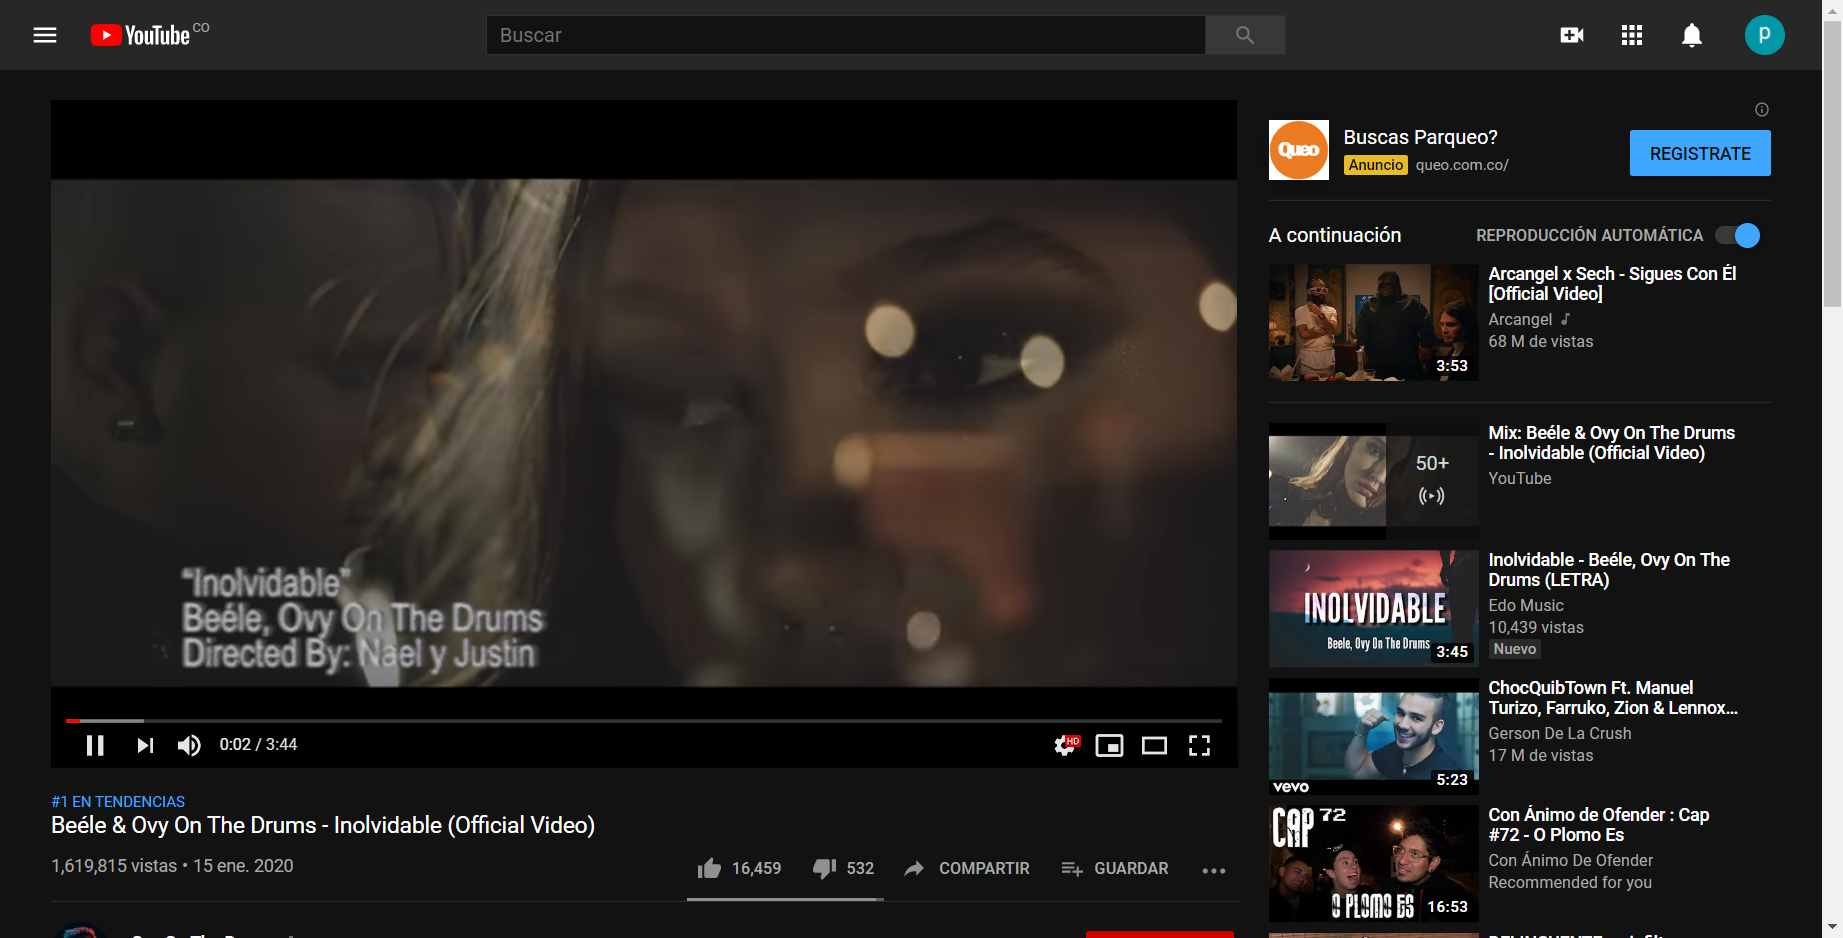 YouTube CO
Buscar
p
“Inolvidable”
Beéle, Ovy On The Drums
Directed By: Nael y Justin
0:02 / 3:44
HD
#1 EN TENDENCIAS
Beéle & Ovy On The Drums - Inolvidable (Official Video)
1,619,815 vistas • 15 ene. 2020
16,459
532
COMPARTIR
GUARDAR
Queo
Buscas Parqueo?
Anuncio queo.com.co/
REGISTRATE
A continuación
REPRODUCCIÓN AUTOMÁTICA
3:53
Arcangel x Sech - Sigues Con Él
[Official Video]
Arcangel
68 M de vistas
50+
Mix: Beéle & Ovy On The Drums
- Inolvidable (Official Video)
YouTube
INOLVIDABLE
Beele, Ovy On The Drums
3:45
Inolvidable - Beéle, Ovy On The
Drums (LETRA)
Edo Music
10,439 vistas
Nuevo
vevo
5:23
ChocQuibTown Ft. Manuel
Turizo, Farruko, Zion & Lennox...
Gerson De La Crush
17 M de vistas
CAP 72
O PLOMO ES
16:53
Con Ánimo de Ofender : Cap
#72 - O Plomo Es
Con Ánimo De Ofender
Recommended for you